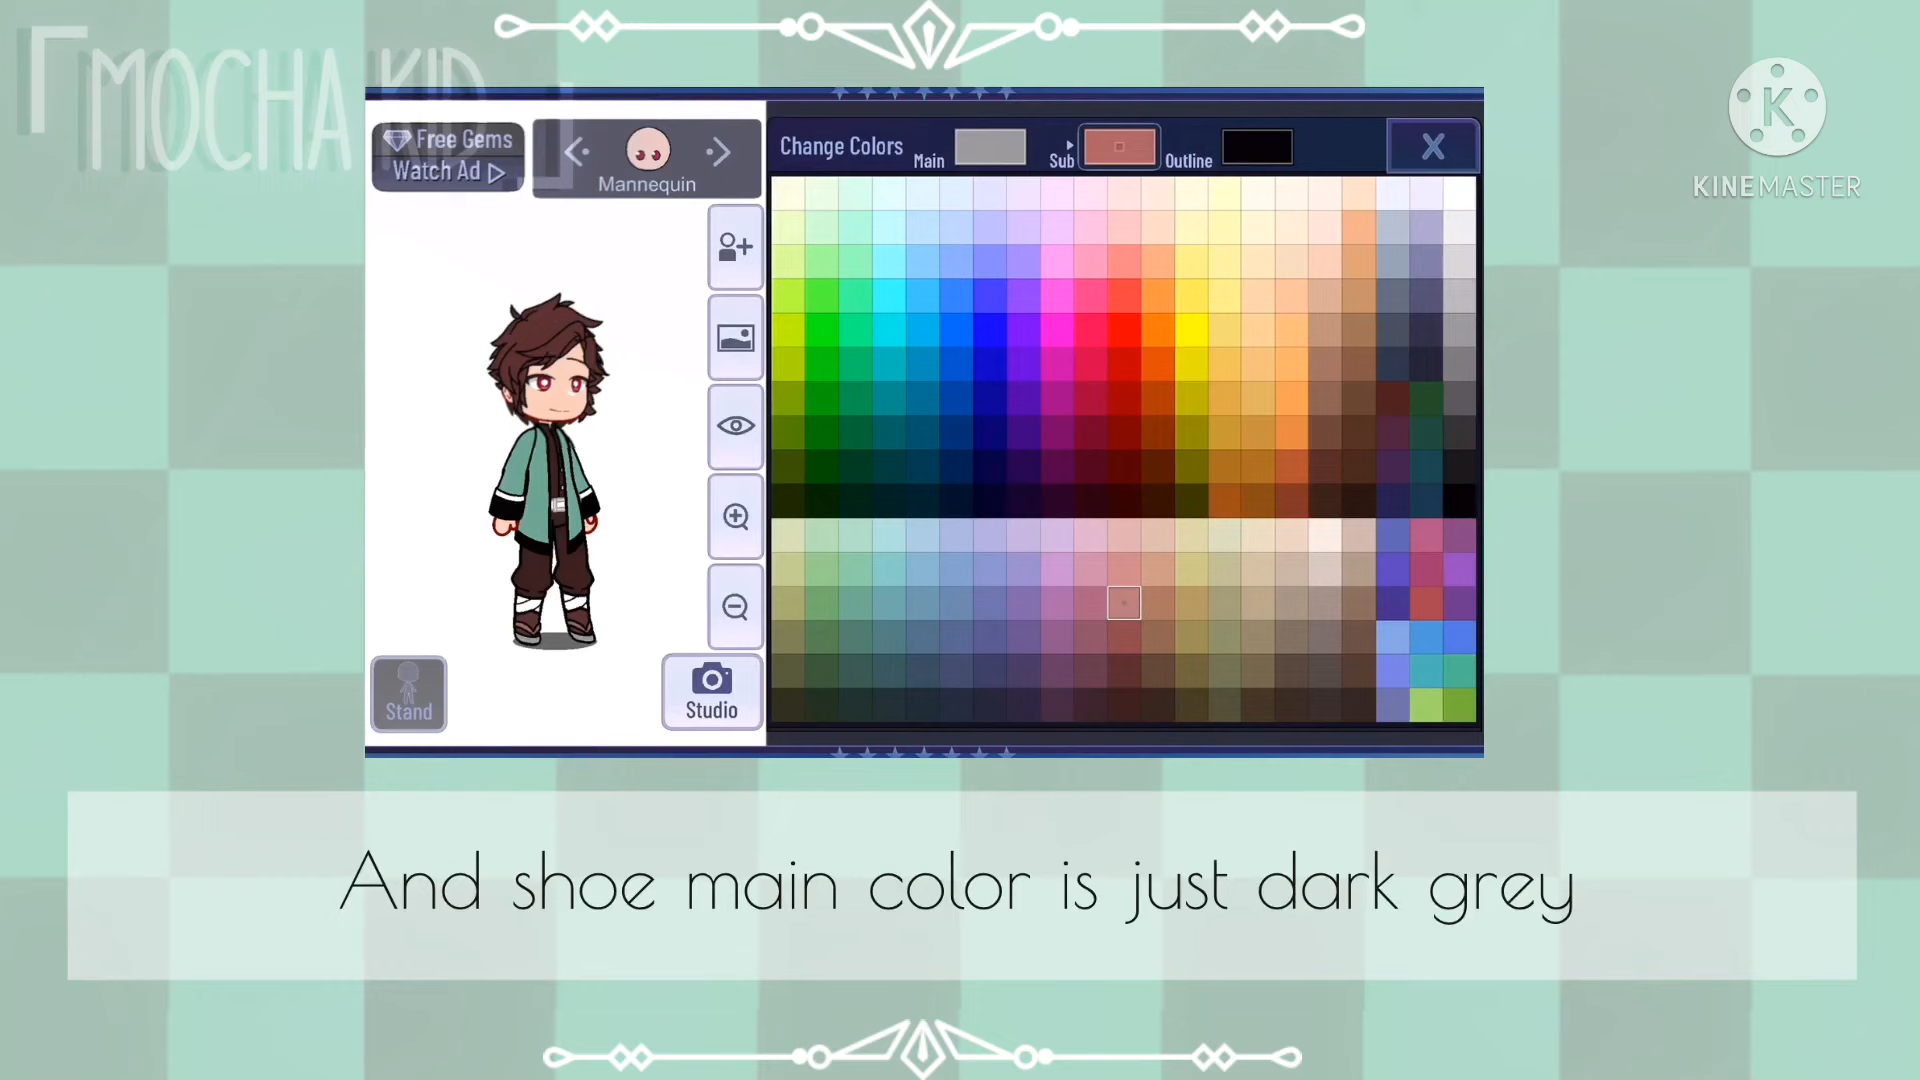 「MOCHA KID」
KINEMASTER
Free Gems
Watch Ad
Mannequin
Change Colors
Main
Sub
Outline
X
Stand
Studio
And shoe main color is just dark grey